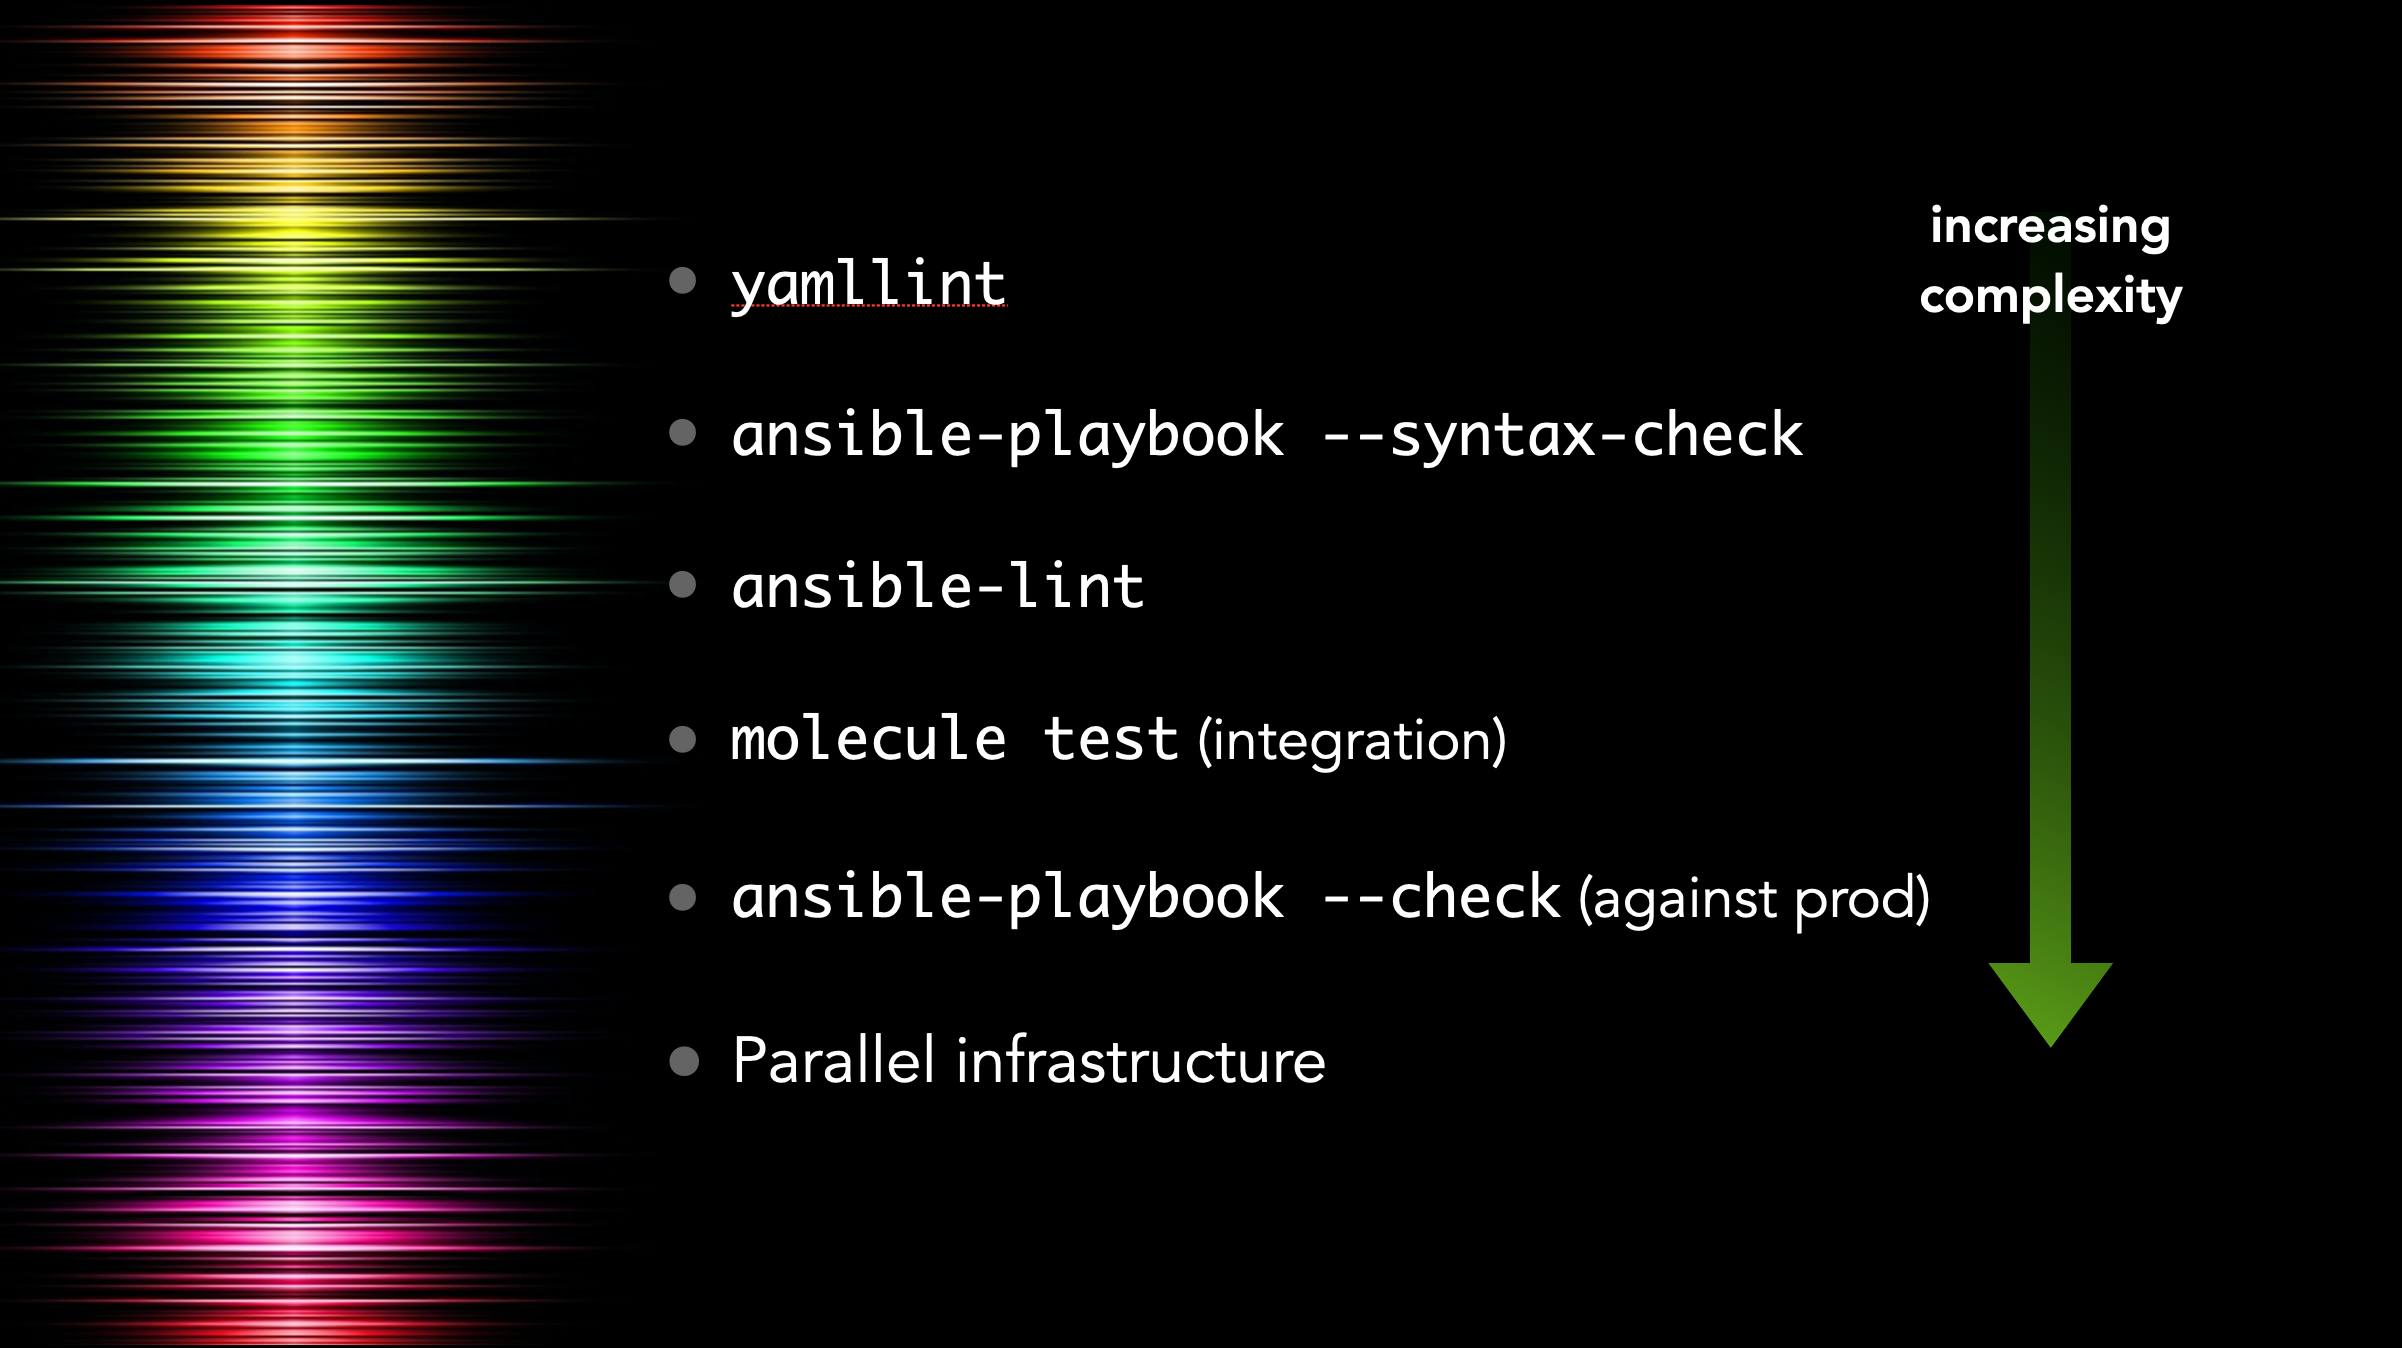 increasing
complexity
yamllint
ansible-playbook --syntax-check
ansible-lint
molecule test (integration)
ansible-playbook --check (against prod)
Parallel infrastructure